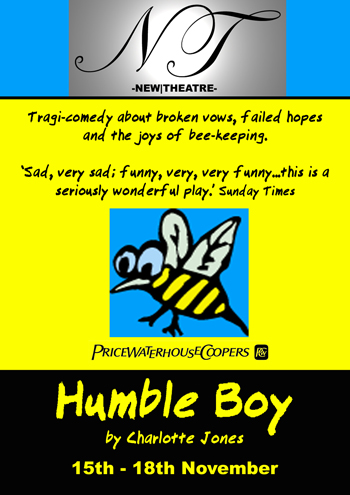 NT
-NEW|THEATRE-
Tragi-comedy about broken vows, failed hopes
and the joys of bee-keeping.
'Sad, very sad; funny, very, very funny...this is a
seriously wonderful play.' Sunday Times
PRICEWATERHOUSECOOPERS
Humble Boy
by Charlotte Jones
15th - 18th November